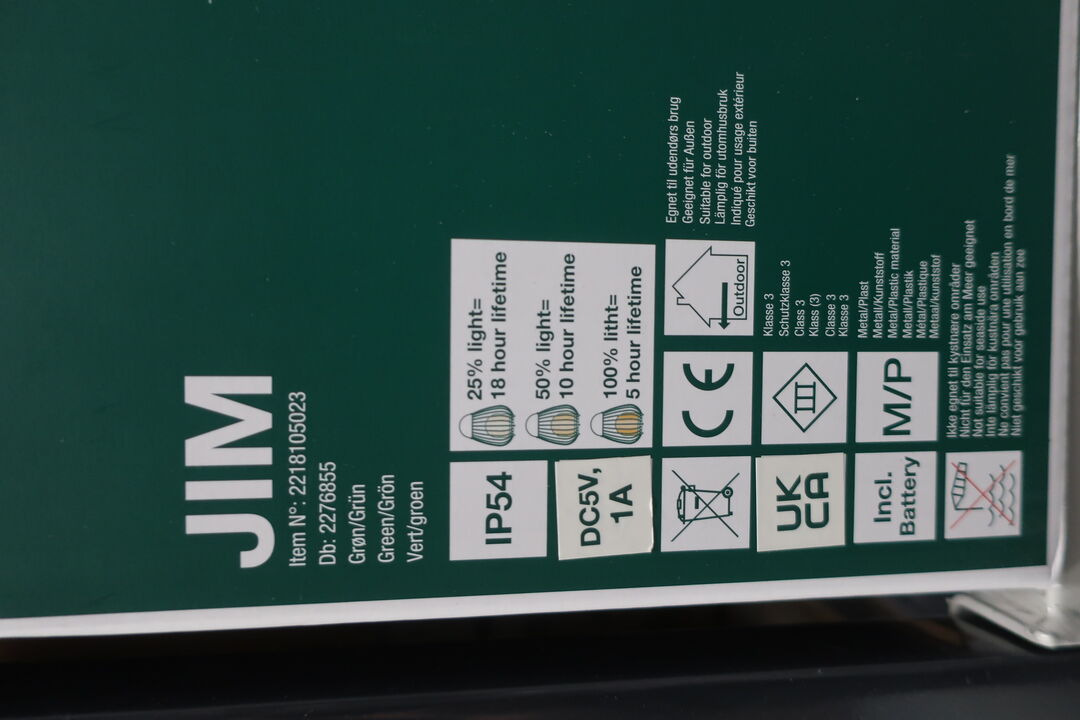 JIM
Item N°: 2218105023
Db: 2276855
Grøn/Grün
Green/Grön
Vert/groen
IP54
25% light=
18 hour lifetime
50% light=
10 hour lifetime
100% litht=
5 hour lifetime
DC5V,
1A
CE
Outdoor
Egnet til udendørs brug
Geeignet für Außen
Suitable for outdoor
Lämplig för utomhusbruk
Indiqué pour usage extérieur
Geschikt voor buiten
UK
CA
III
Klasse 3
Schutzklasse 3
Class 3
Klass (3)
Classe 3
Klasse 3
Incl.
Battery
M/P
Metal/Plast
Metall/Kunststoff
Metal/Plastic material
Metall/Plastik
Métal/Plastique
Metaal/kunststof
Ikke egnet til kystnære områder
Nicht für den Einsatz am Meer geeignet
Not suitable for seaside use
Inte lämplig för kustnära områden
Ne convient pas pour une utilisation en bord de mer
Niet geschikt voor gebruik aan zee